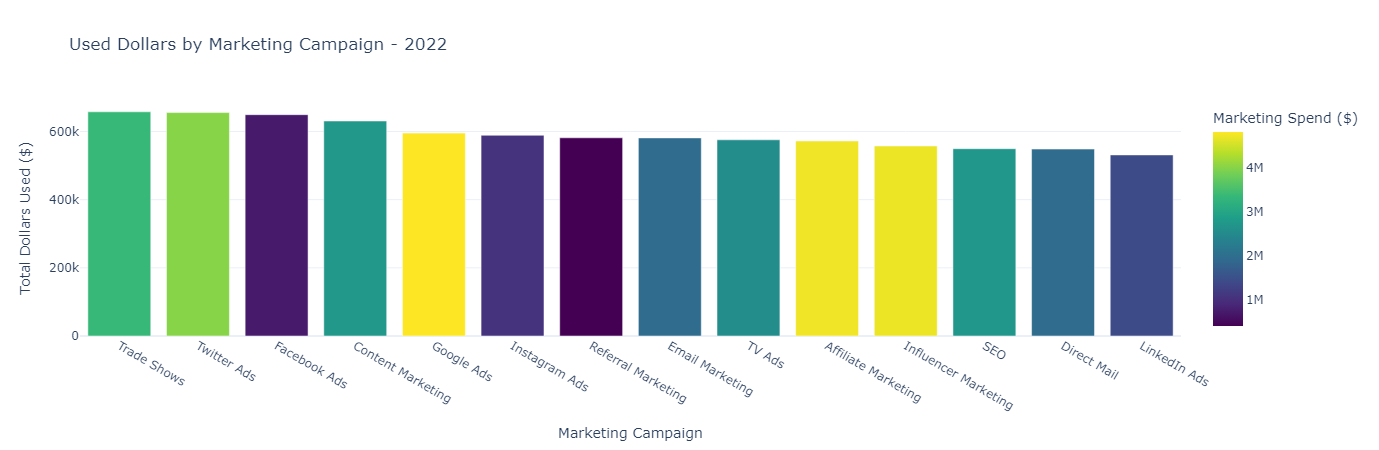 Used Dollars by Marketing Campaign - 2022
Total Dollars Used ($)
600k
400k
200k
0
Trade Shows
Twitter Ads
Facebook Ads
Content Marketing
Google Ads
Instagram Ads
Referral Marketing
Email Marketing
TV Ads
Affiliate Marketing
Influencer Marketing
SEO
Direct Mail
LinkedIn Ads
Marketing Campaign
Marketing Spend ($)
4M
3M
2M
1M